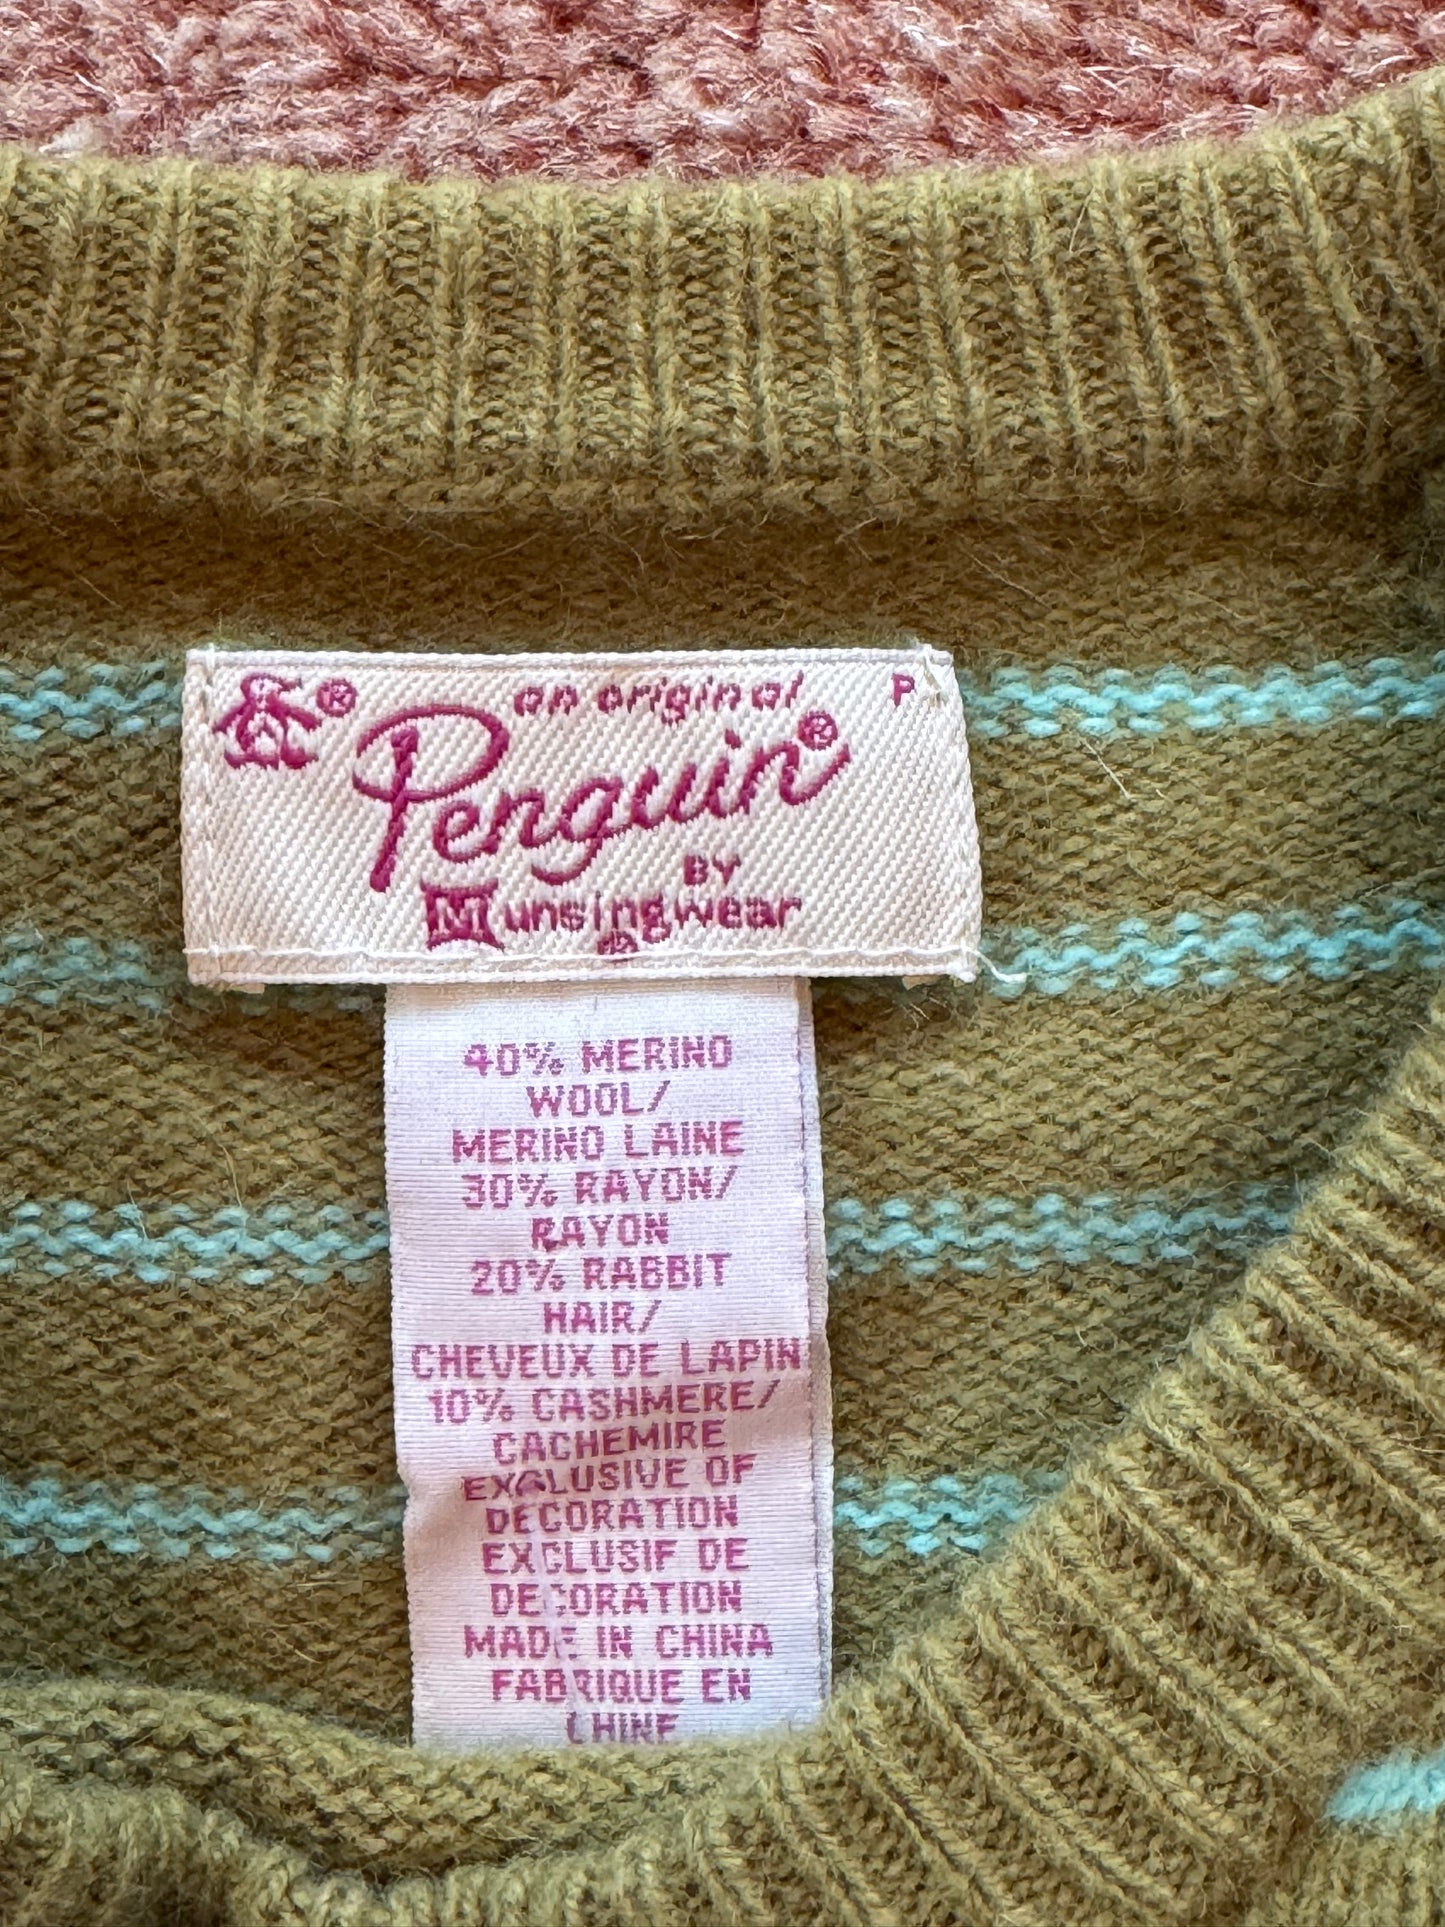 ® an original P
Penguin®
BY
Munsingwear
®
40% MERINO
WOOL/
MERINO LAINE
30% RAYON/
RAYON
20% RABBIT
HAIR/
CHEVEUX DE LAPIN
10% CASHMERE/
CACHEMIRE
EXCLUSIVE OF
DECORATION
EXCLUSIF DE
DECORATION
MADE IN CHINA
FABRIQUE EN
CHINE